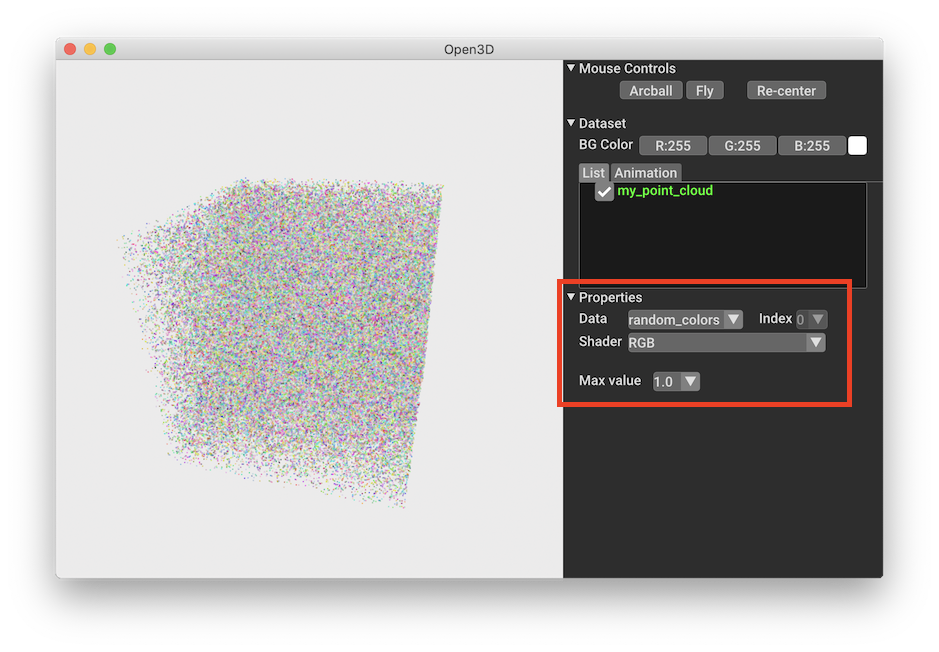 Open3D
Mouse Controls
Arcball Fly Re-center
Dataset
BG Color R:255 G:255 B:255
List Animation
my_point_cloud
Properties
Data random_colors Index 0
Shader RGB
Max value 1.0